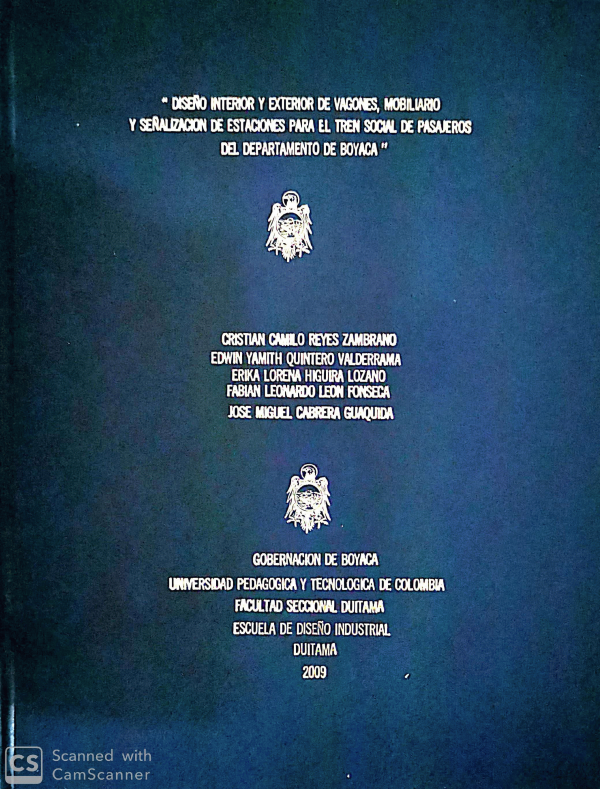 " DISEÑO INTERIOR Y EXTERIOR DE VAGONES, MOBILIARIO
Y SEÑALIZACION DE ESTACIONES PARA EL TREN SOCIAL DE PASAJEROS
DEL DEPARTAMENTO DE BOYACA "
CRISTIAN CAMILO REYES ZAMBRANO
EDWIN YAMITH QUINTERO VALDERRAMA
ERIKA LORENA HIGUIRA LOZANO
FABIAN LEONARDO LEON FONSECA
JOSE MIGUEL CABRERA GUAQUIDA
GOBERNACION DE BOYACA
UNIVERSIDAD PEDAGOGICA Y TECNOLOGICA DE COLOMBIA
FACULTAD SECCIONAL DUITAMA
ESCUELA DE DISEÑO INDUSTRIAL
DUITAMA
2009
CS Scanned with
CamScanner